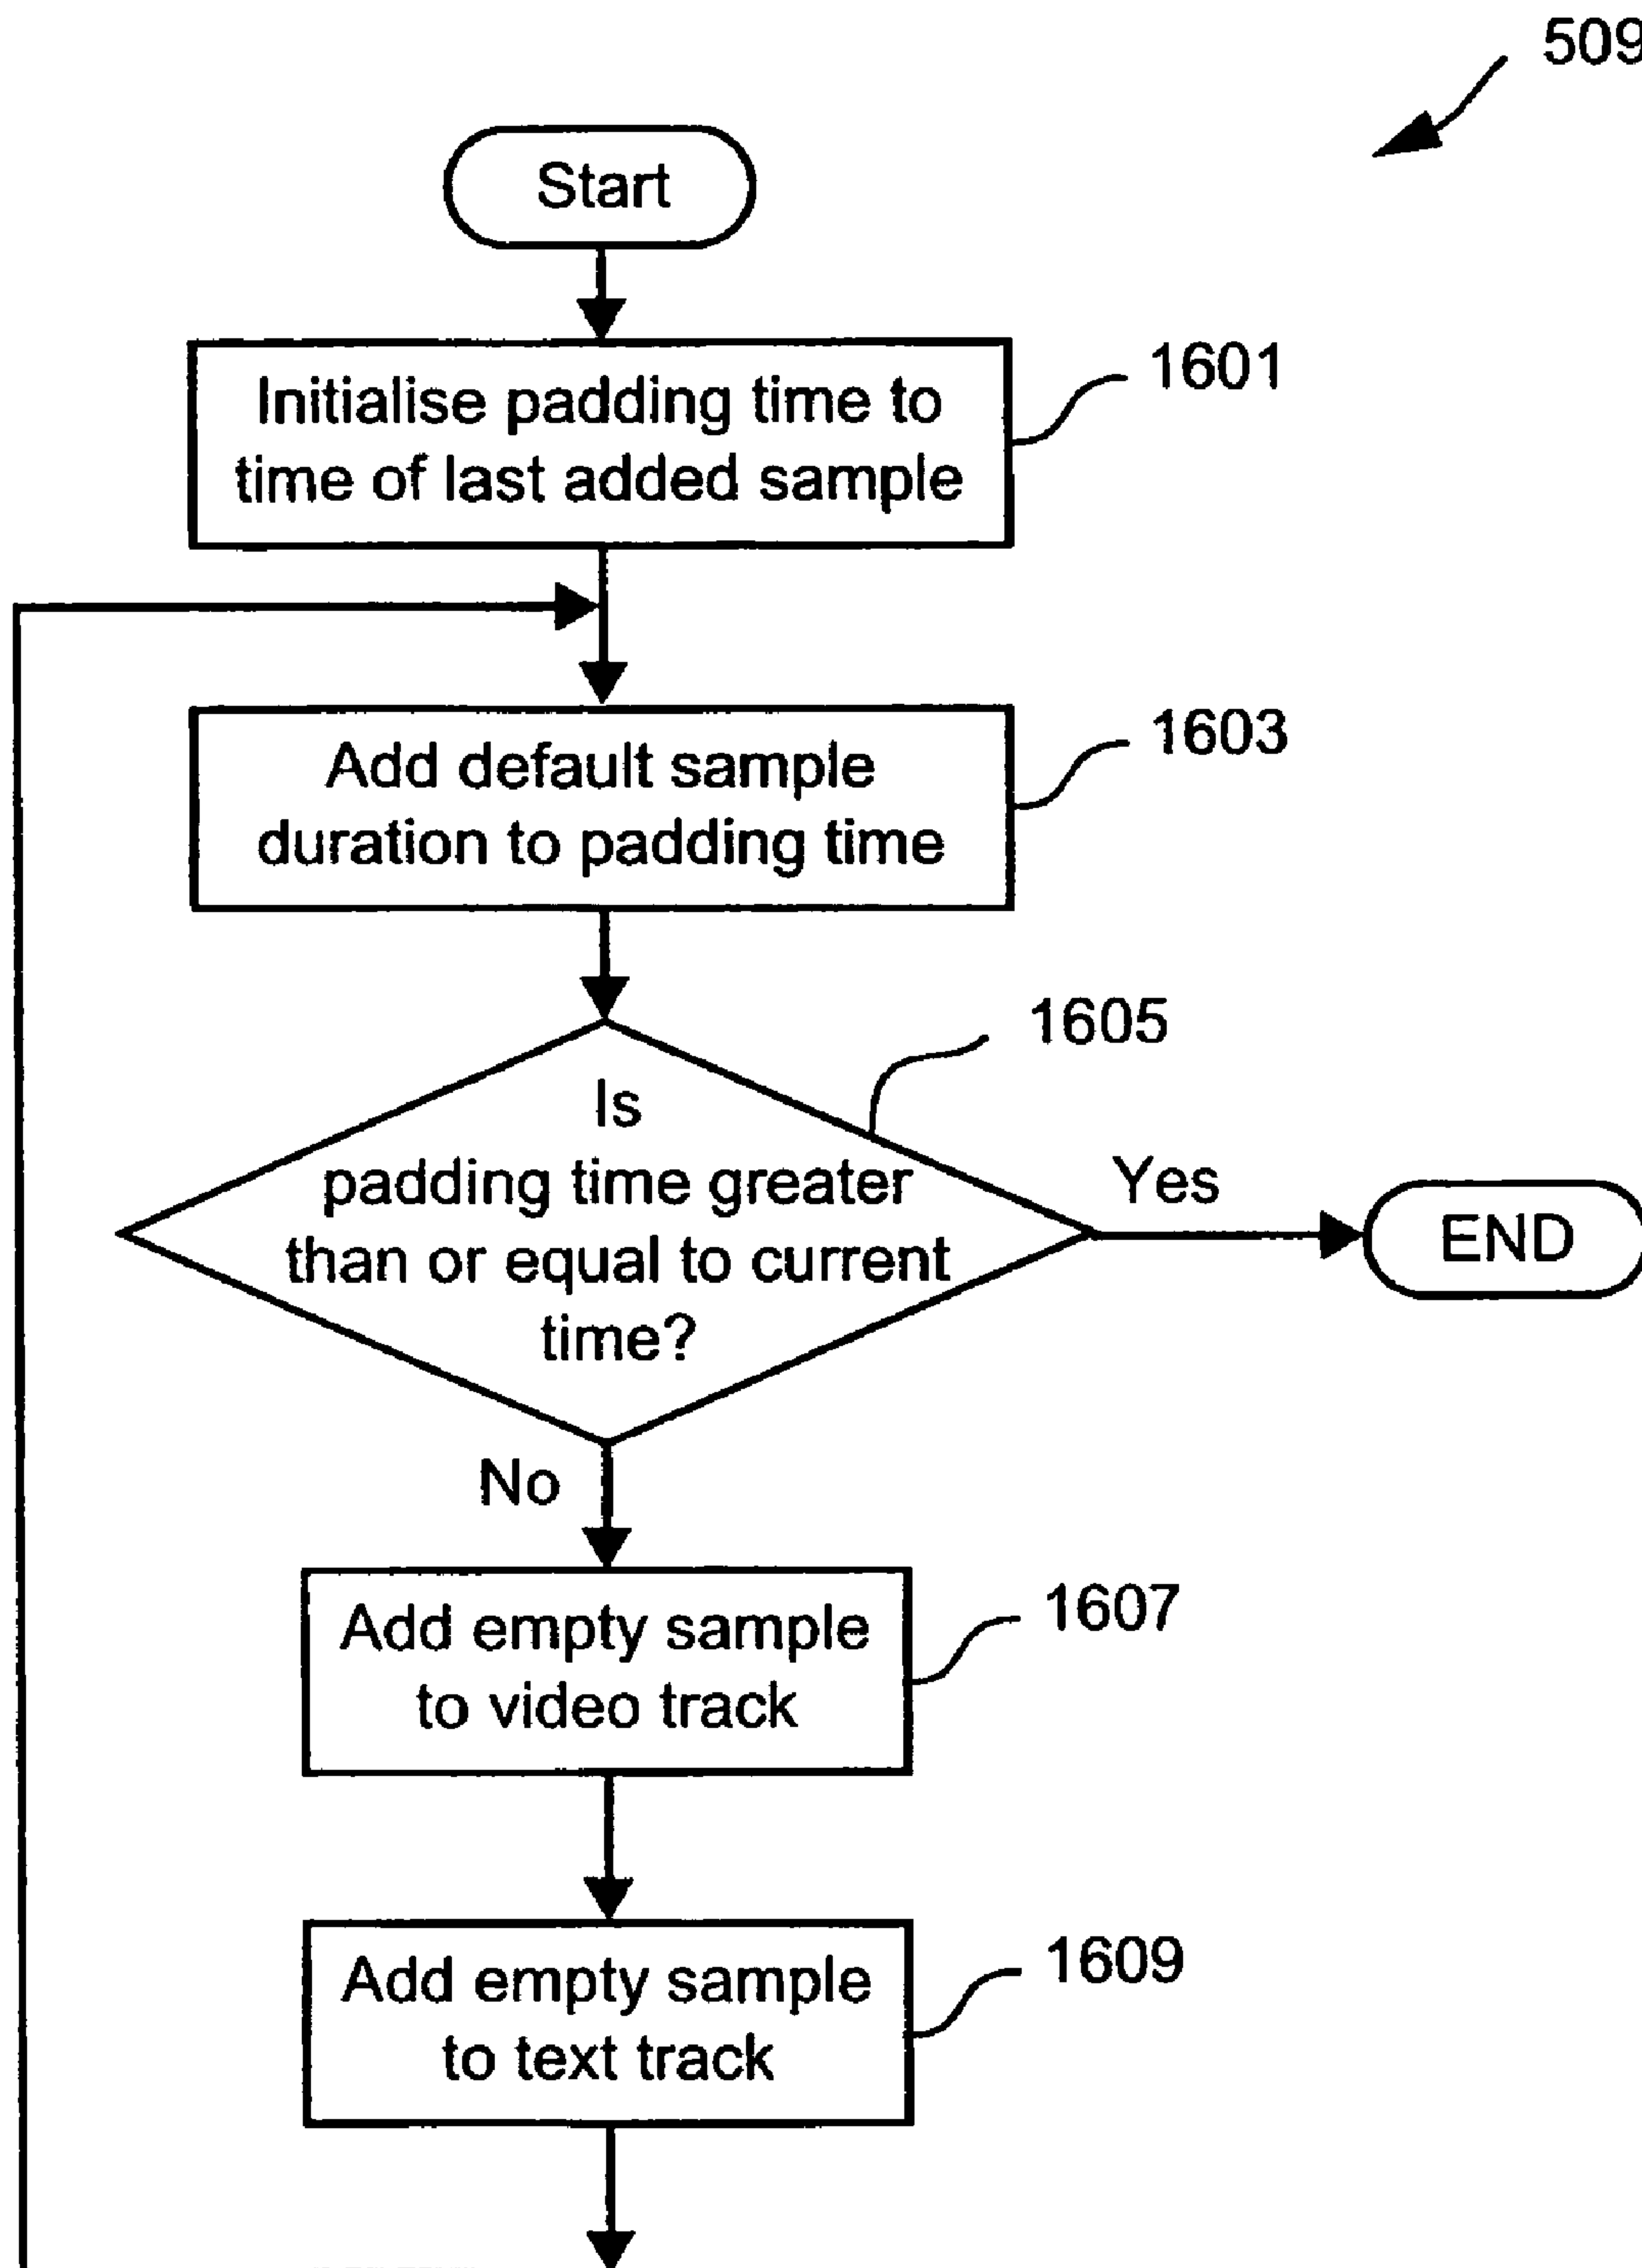 509
Start
Initialise padding time to
time of last added sample
1601
Add default sample
duration to padding time
1603
1605
Is
padding time greater
than or equal to current
time?
Yes
END
No
Add empty sample
to video track
1607
Add empty sample
to text track
1609